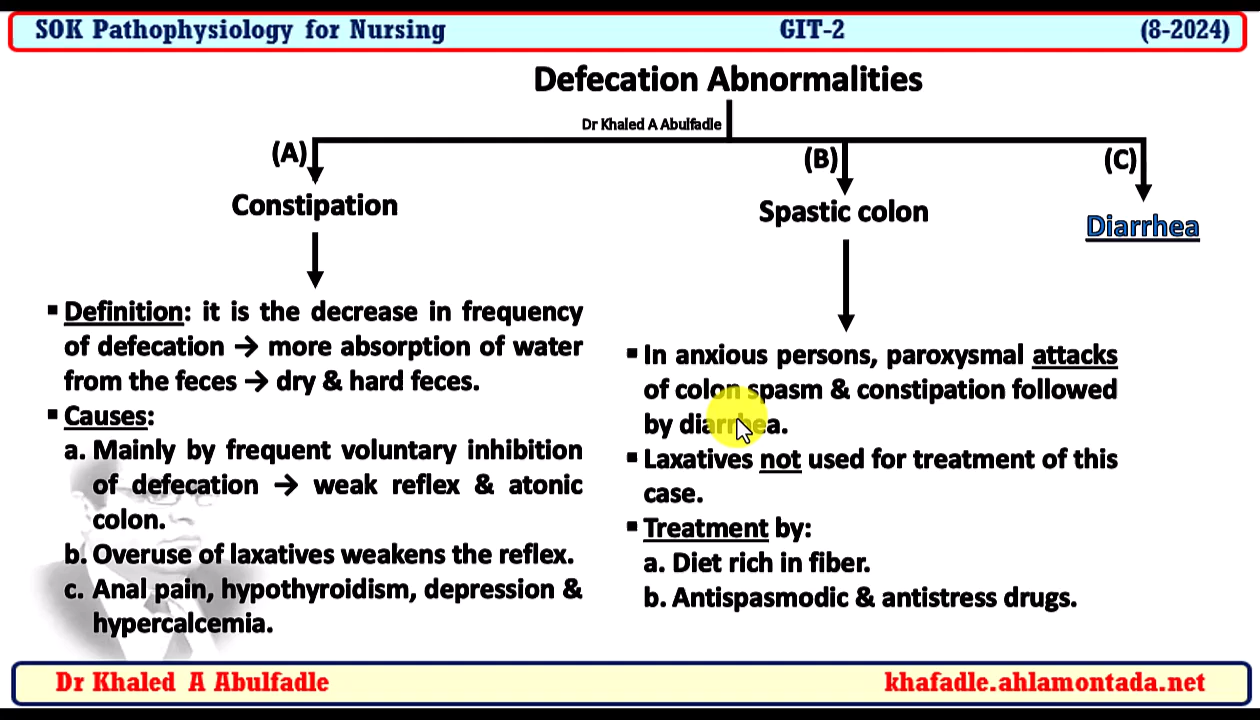 SOK Pathophysiology for Nursing GIT-2 (8-2024)
Defecation Abnormalities
Dr Khaled A Abulfadle
(A)
Constipation
▪ Definition: it is the decrease in frequency
of defecation → more absorption of water
from the feces → dry & hard feces.
▪ Causes:
a. Mainly by frequent voluntary inhibition
of defecation → weak reflex & atonic
colon.
b. Overuse of laxatives weakens the reflex.
c. Anal pain, hypothyroidism, depression &
hypercalcemia.
(B)
Spastic colon
▪ In anxious persons, paroxysmal attacks
of colon spasm & constipation followed
by diarrhea.
▪ Laxatives not used for treatment of this
case.
▪ Treatment by:
a. Diet rich in fiber.
b. Antispasmodic & antistress drugs.
(C)
Diarrhea
Dr Khaled A Abulfadle khafadle.ahlamontada.net